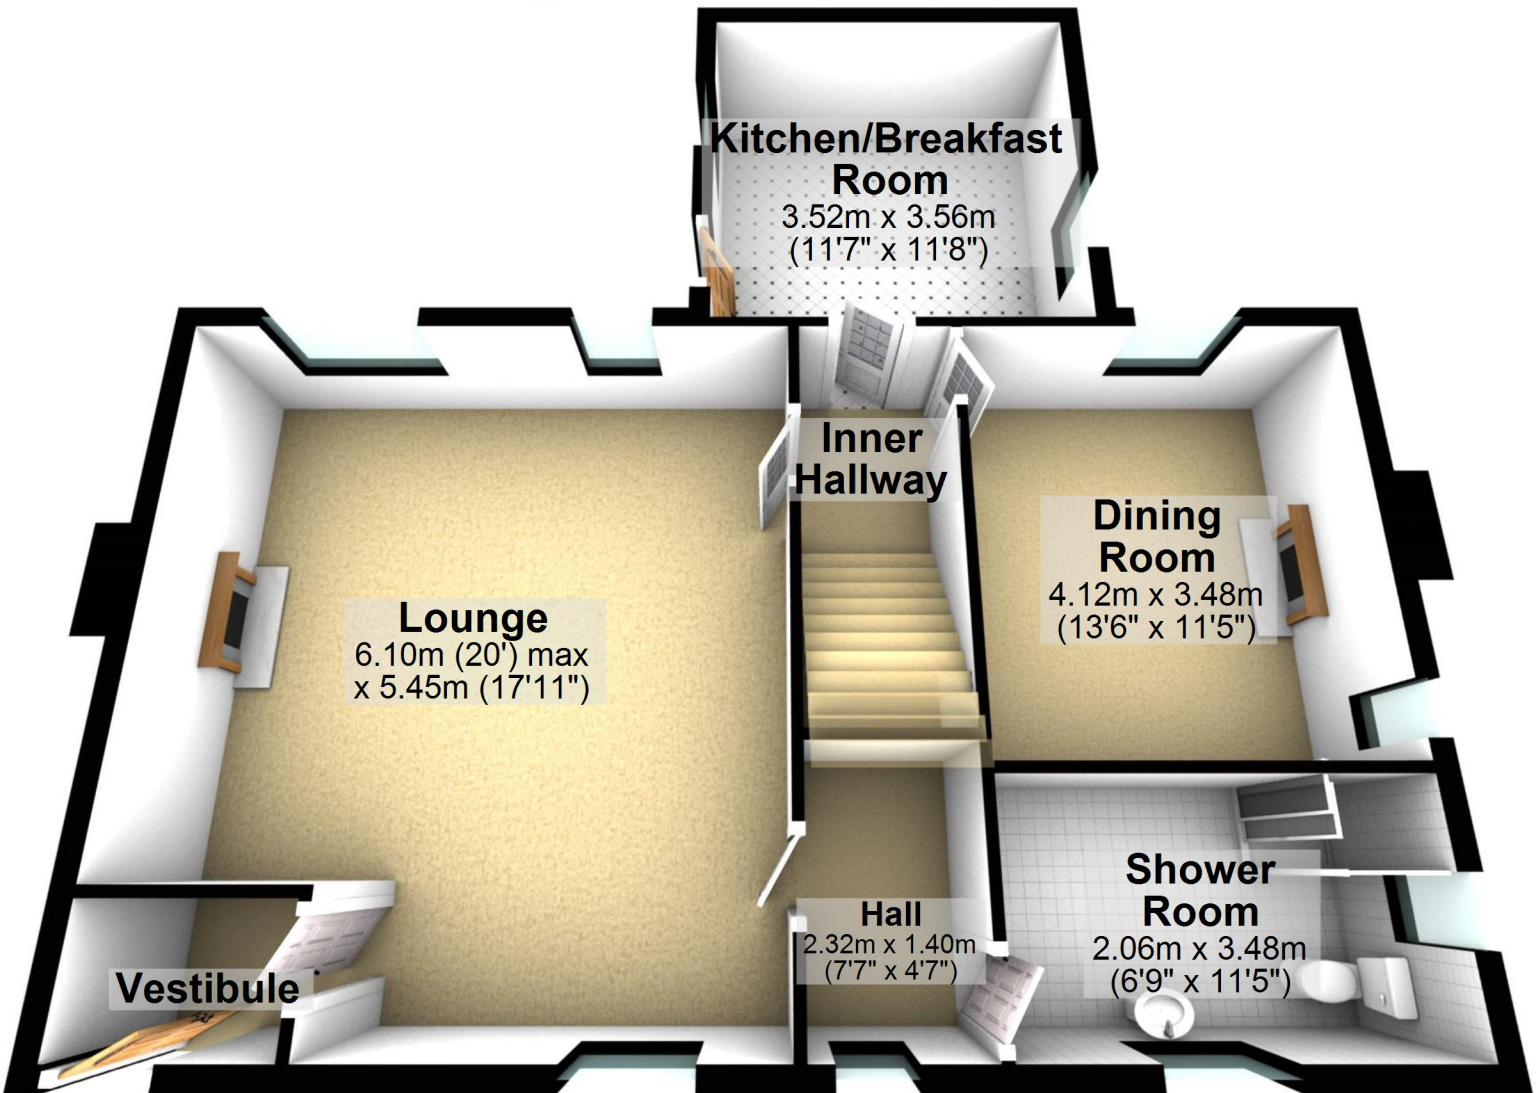 Kitchen/Breakfast
Room
3.52m x 3.56m
(11'7" x 11'8")
Inner
Hallway
Dining
Room
4.12m x 3.48m
(13'6" x 11'5")
Lounge
6.10m (20') max
x 5.45m (17'11")
Shower
Room
2.06m x 3.48m
(6'9" x 11'5")
Hall
2.32m x 1.40m
(7'7" x 4'7")
Vestibule